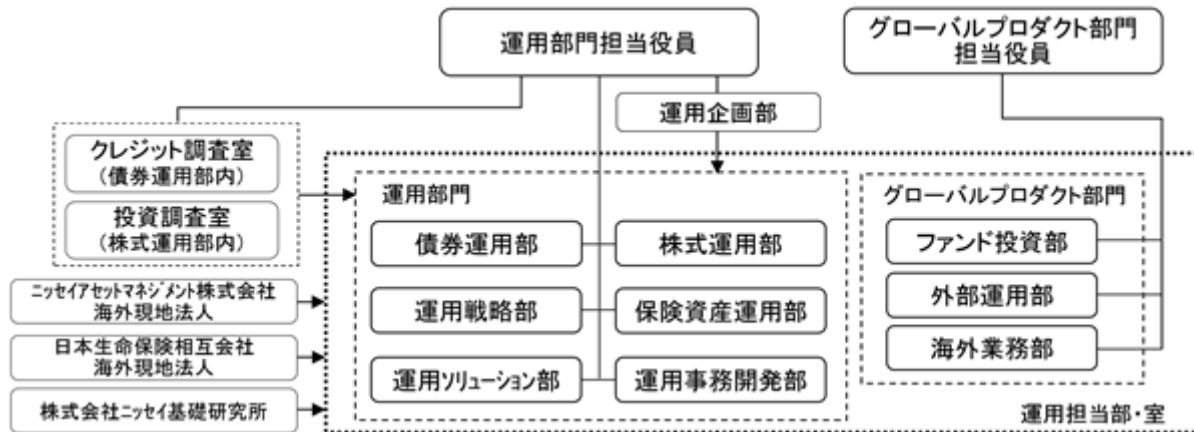 運用部門担当役員
グローバルプロダクト部門
担当役員
運用企画部
クレジット調査室
(債券運用部内)
投資調査室
(株式運用部内)
運用部門
債券運用部
株式運用部
運用戦略部
保険資産運用部
運用ソリューション部
運用事務開発部
グローバルプロダクト部門
ファンド投資部
外部運用部
海外業務部
ニッセイアセットマネジメント株式会社
海外現地法人
日本生命保険相互会社
海外現地法人
株式会社ニッセイ基礎研究所
運用担当部・室